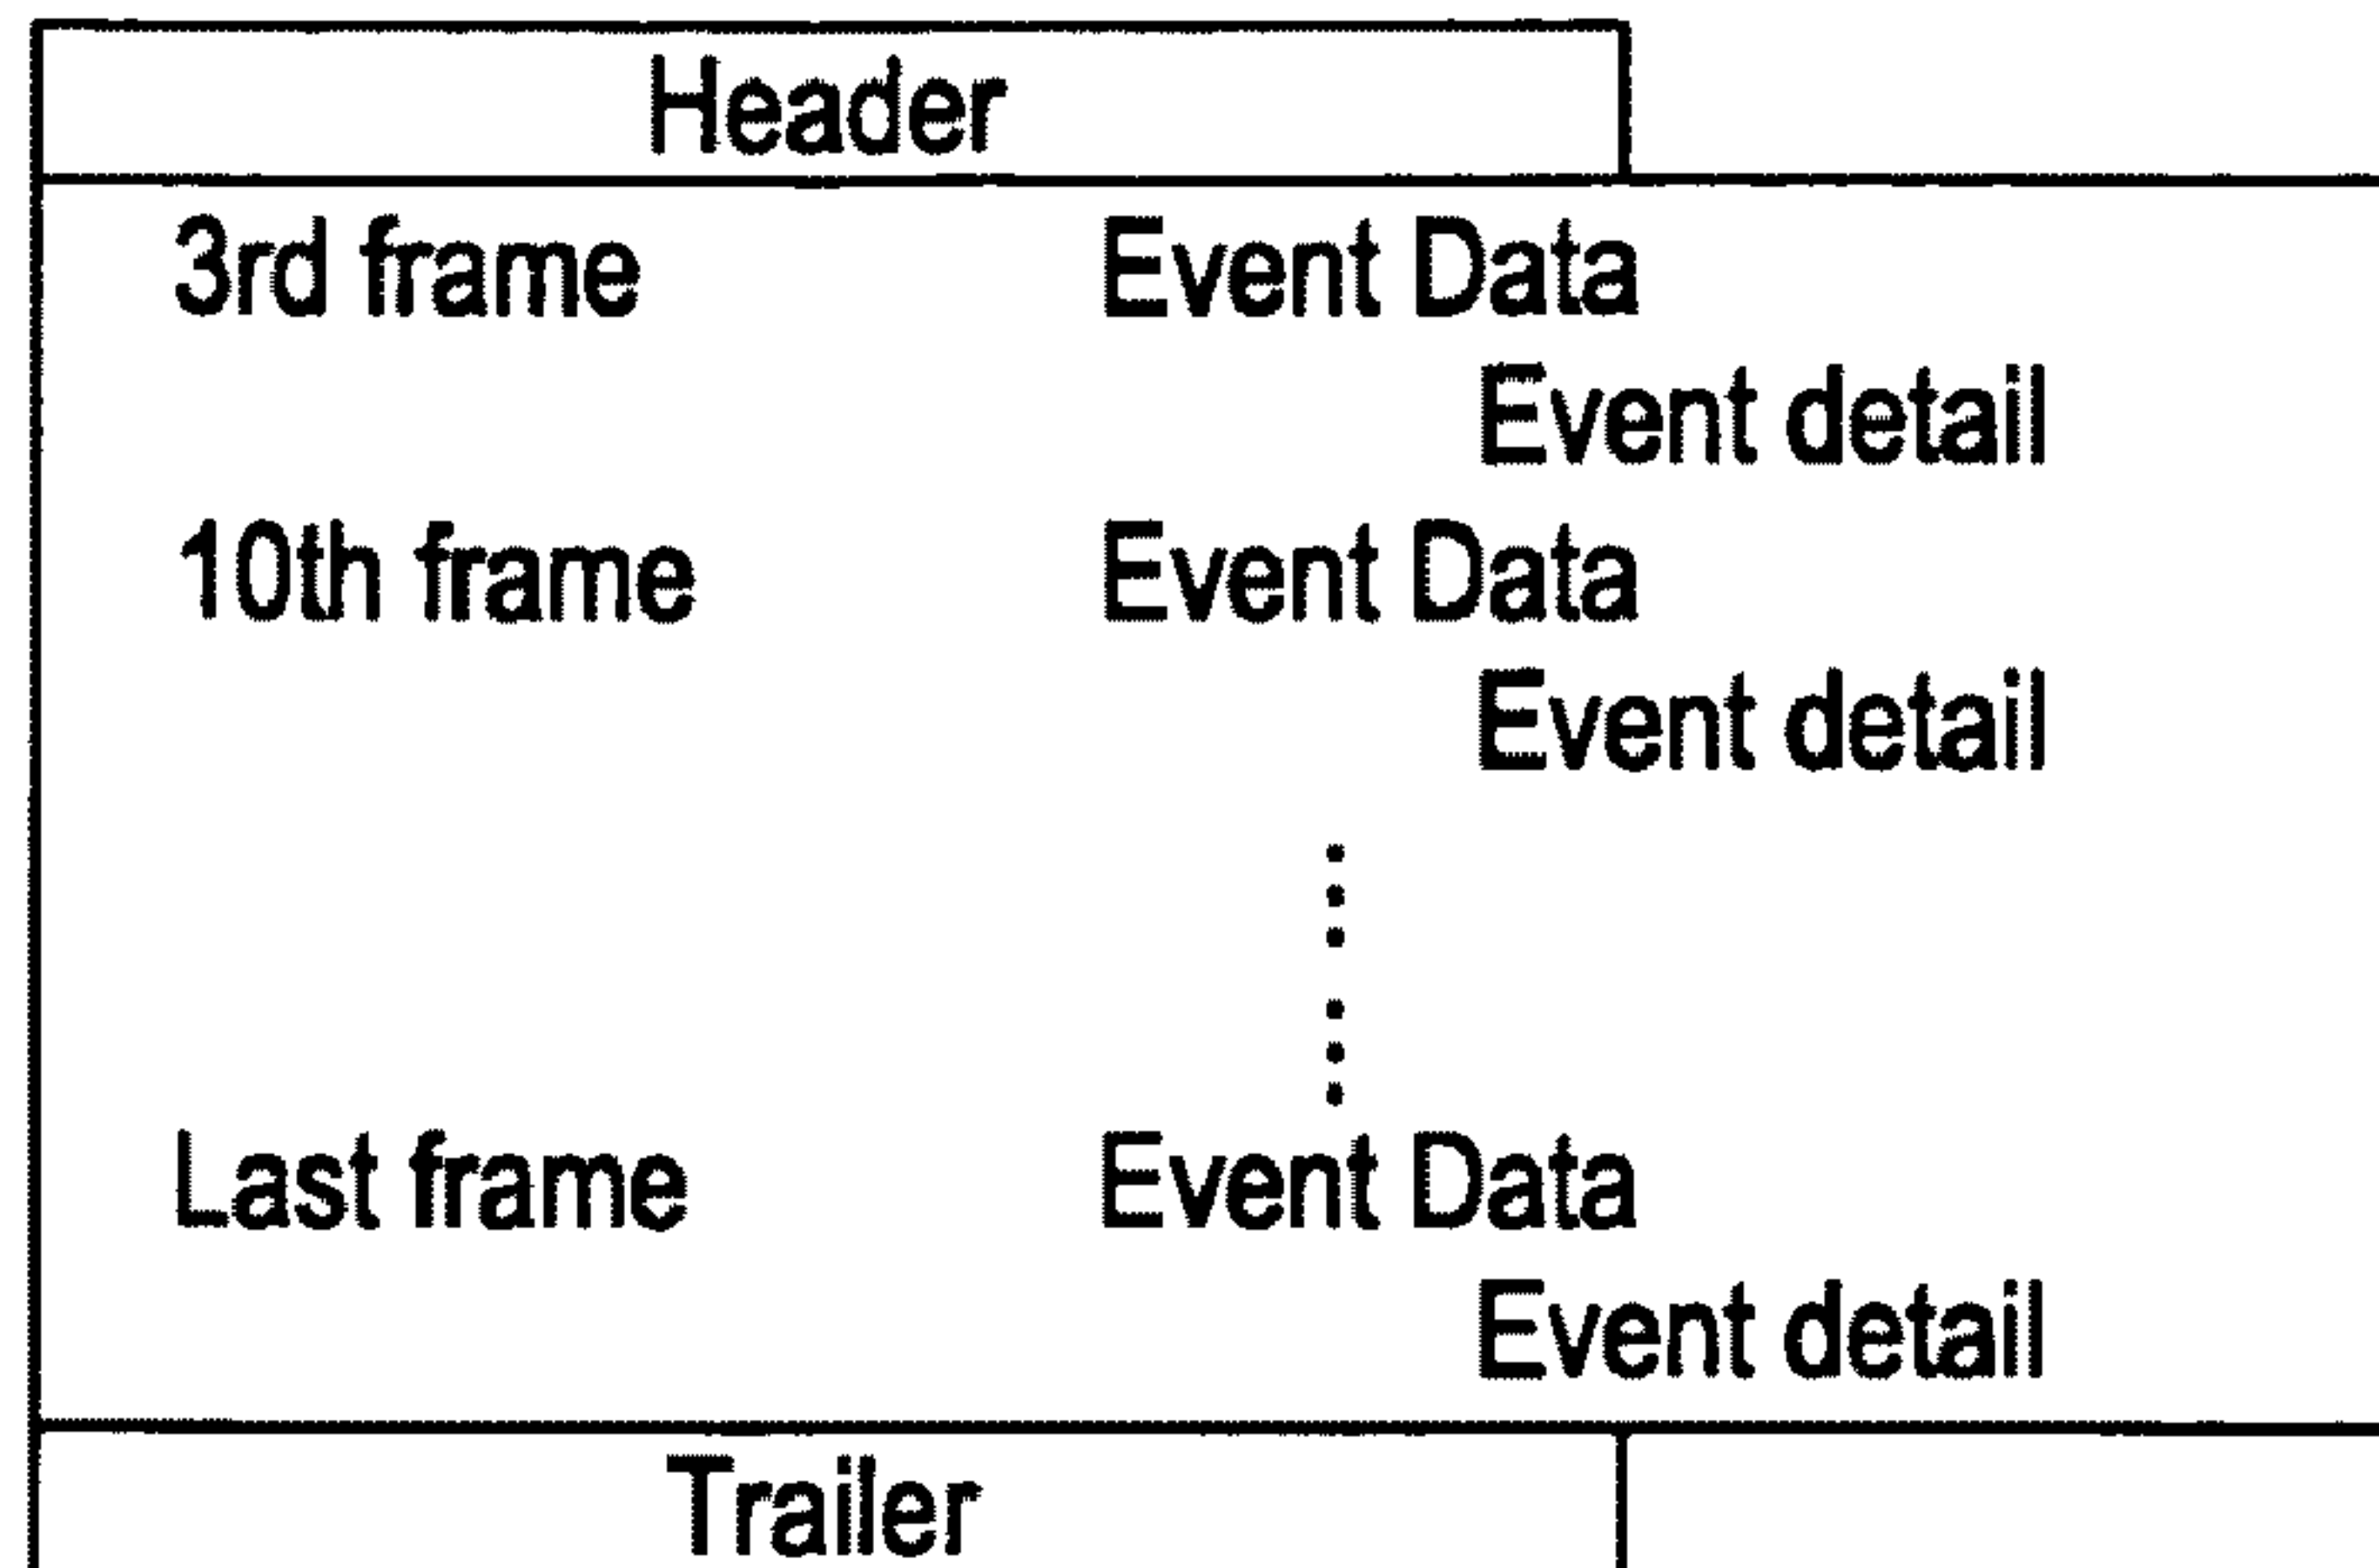 Header
3rd frame Event Data
Event detail
10th frame Event Data
Event detail
Last frame Event Data
Event detail
Trailer